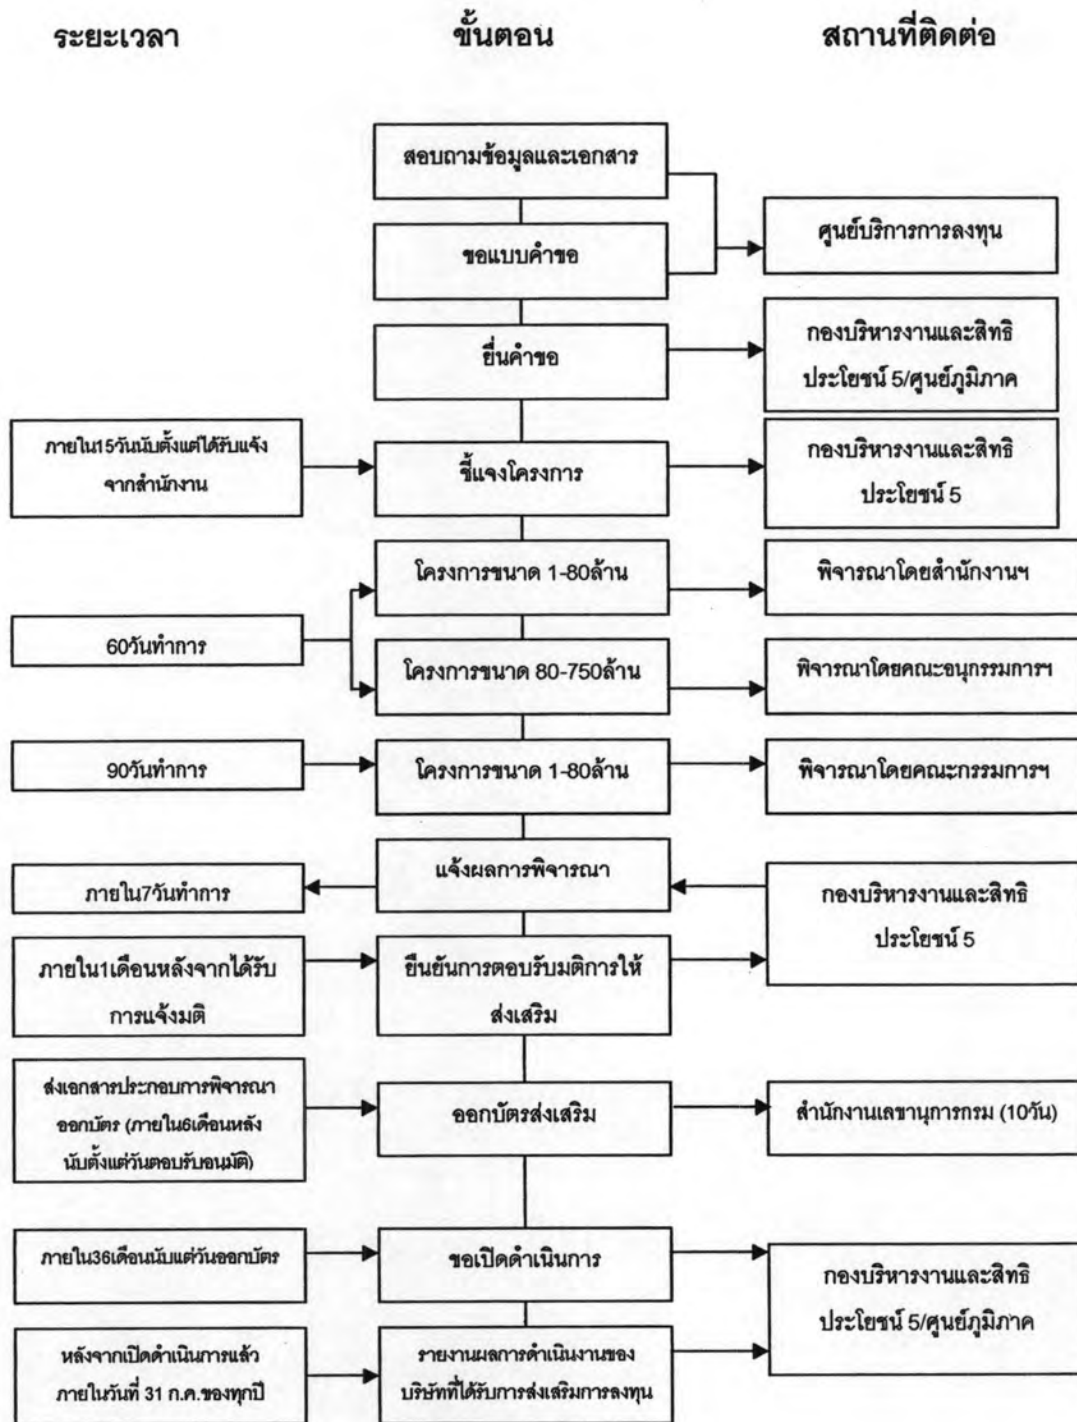 ระยะเวลา
ขั้นตอน
สถานที่ติดต่อ
สอบถามข้อมูลและเอกสาร
ขอแบบคำขอ
ศูนย์บริการการลงทุน
ยื่นคำขอ
กองบริหารงานและสิทธิ
ประโยชน์ 5/ศูนย์ภูมิภาค
ภายใน15วันนับตั้งแต่ได้รับแจ้ง
จากสำนักงาน
ชี้แจงโครงการ
กองบริหารงานและสิทธิ
ประโยชน์ 5
60วันทำการ
โครงการขนาด 1-80ล้าน
พิจารณาโดยสำนักงานฯ
โครงการขนาด 80-750ล้าน
พิจารณาโดยคณะอนุกรรมการฯ
90วันทำการ
โครงการขนาด 1-80ล้าน
พิจารณาโดยคณะกรรมการฯ
ภายใน7วันทำการ
แจ้งผลการพิจารณา
กองบริหารงานและสิทธิ
ประโยชน์ 5
ภายใน1เดือนหลังจากได้รับ
การแจ้งมติ
ยืนยันการตอบรับมติการให้
ส่งเสริม
ส่งเอกสารประกอบการพิจารณา
ออกบัตร (ภายใน6เดือนหลัง
นับตั้งแต่วันตอบรับอนุมัติ)
ออกบัตรส่งเสริม
สำนักงานเลขานุการกรม (10วัน)
ภายใน36เดือนนับแต่วันออกบัตร
ขอเปิดดำเนินการ
กองบริหารงานและสิทธิ
ประโยชน์ 5/ศูนย์ภูมิภาค
หลังจากเปิดดำเนินการแล้ว
ภายในวันที่ 31 ก.ค.ของทุกปี
รายงานผลการดำเนินงานของ
บริษัทที่ได้รับการส่งเสริมการลงทุน